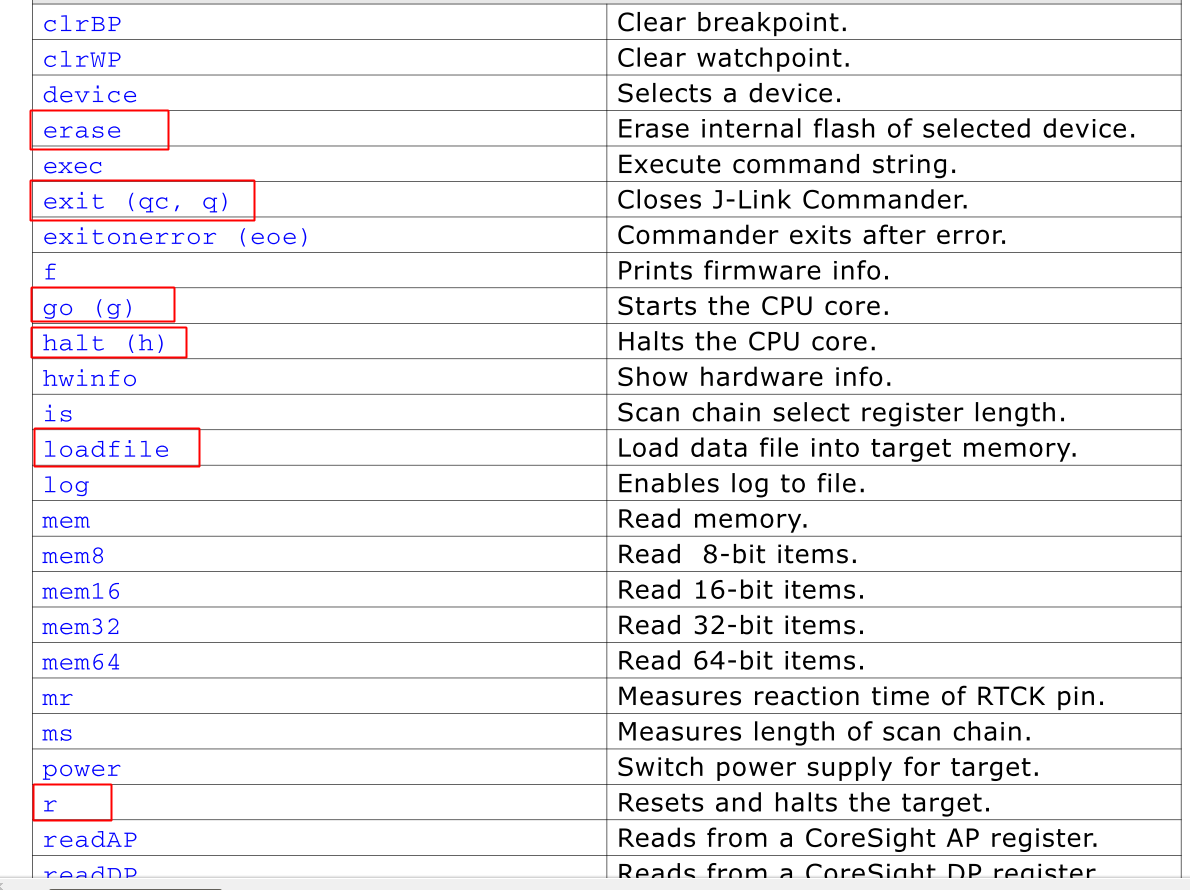 clrBP Clear breakpoint.
clrWP Clear watchpoint.
device Selects a device.
erase Erase internal flash of selected device.
exec Execute command string.
exit (qc, q) Closes J-Link Commander.
exitonerror (eoe) Commander exits after error.
f Prints firmware info.
go (g) Starts the CPU core.
halt (h) Halts the CPU core.
hwinfo Show hardware info.
is Scan chain select register length.
loadfile Load data file into target memory.
log Enables log to file.
mem Read memory.
mem8 Read  8-bit items.
mem16 Read 16-bit items.
mem32 Read 32-bit items.
mem64 Read 64-bit items.
mr Measures reaction time of RTCK pin.
ms Measures length of scan chain.
power Switch power supply for target.
r Resets and halts the target.
readAP Reads from a CoreSight AP register.
readDP Reads from a CoreSight DP register